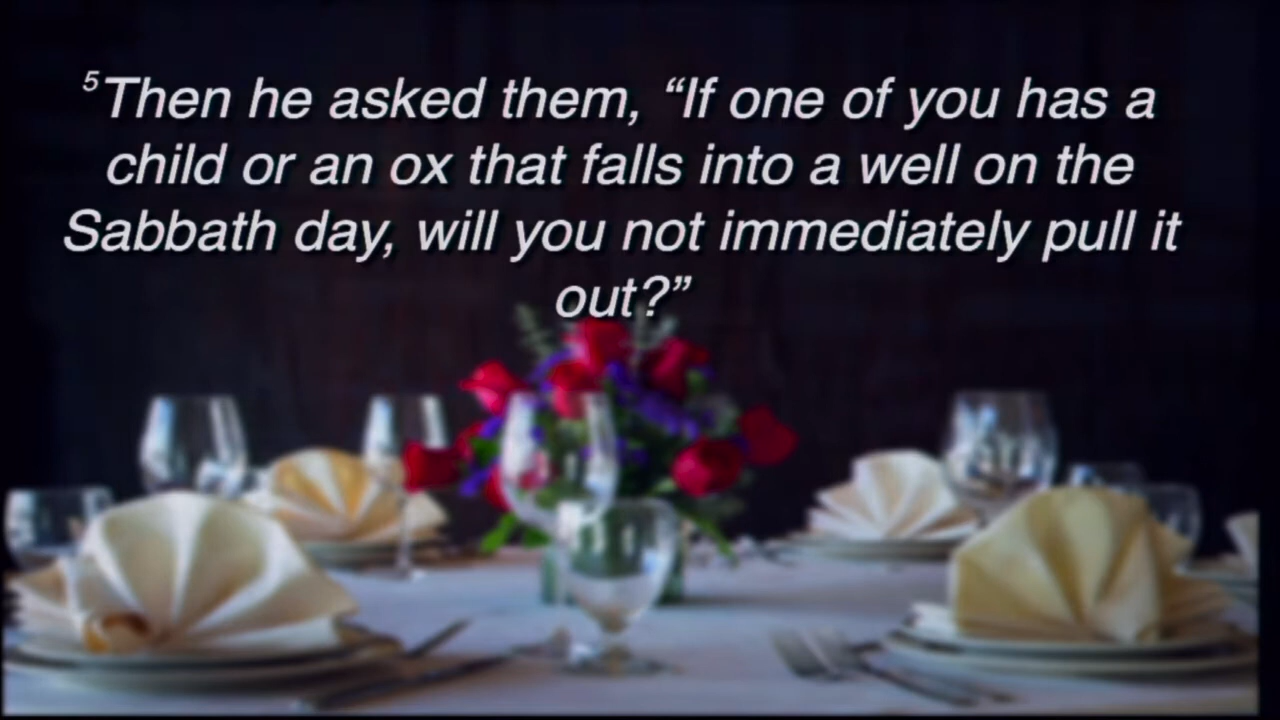 ⁵Then he asked them, “If one of you has a
child or an ox that falls into a well on the
Sabbath day, will you not immediately pull it
out?”